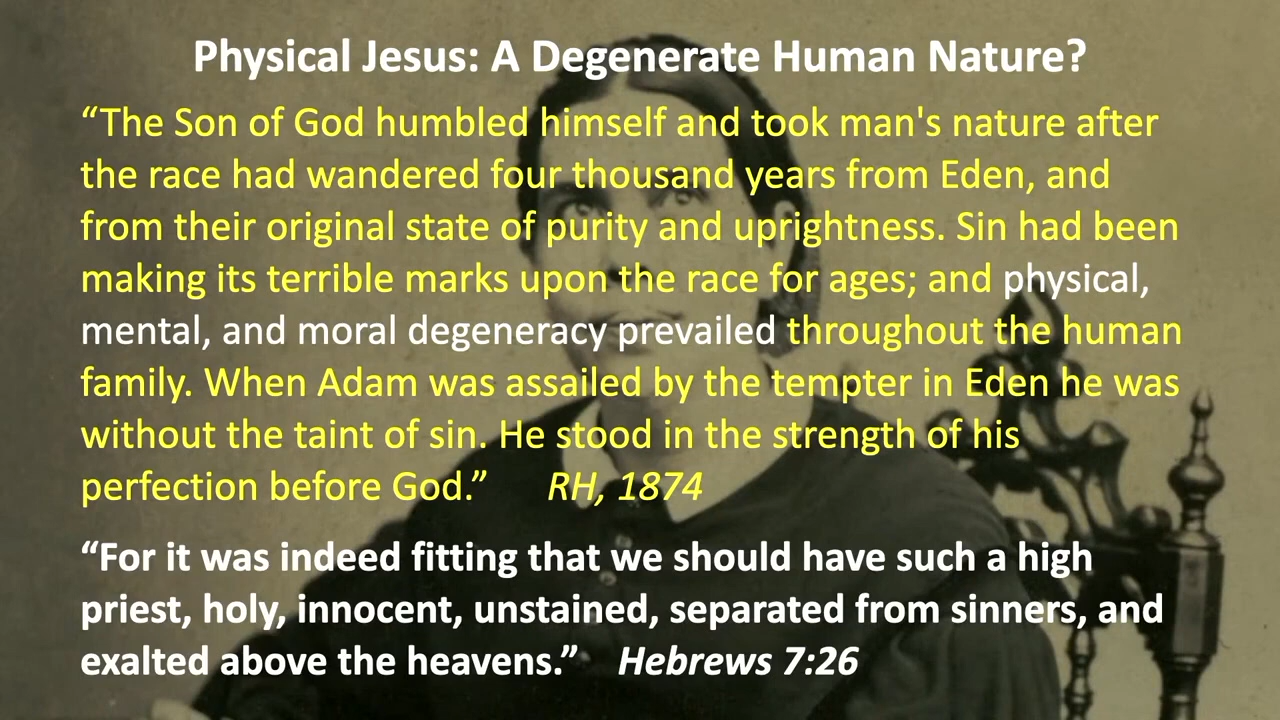 Physical Jesus: A Degenerate Human Nature?
“The Son of God humbled himself and took man's nature after
the race had wandered four thousand years from Eden, and
from their original state of purity and uprightness. Sin had been
making its terrible marks upon the race for ages; and physical,
mental, and moral degeneracy prevailed throughout the human
family. When Adam was assailed by the tempter in Eden he was
without the taint of sin. He stood in the strength of his
perfection before God.” RH, 1874
“For it was indeed fitting that we should have such a high
priest, holy, innocent, unstained, separated from sinners, and
exalted above the heavens.” Hebrews 7:26